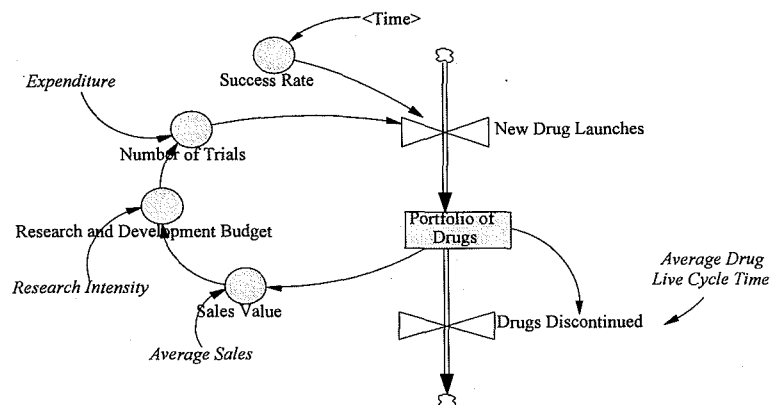 <Time>
Expenditure
Success Rate
New Drug Launches
Number of Trials
Portfolio of
Drugs
Research and Development Budget
Average Drug
Live Cycle Time
Research Intensity
Sales Value
Drugs Discontinued
Average Sales